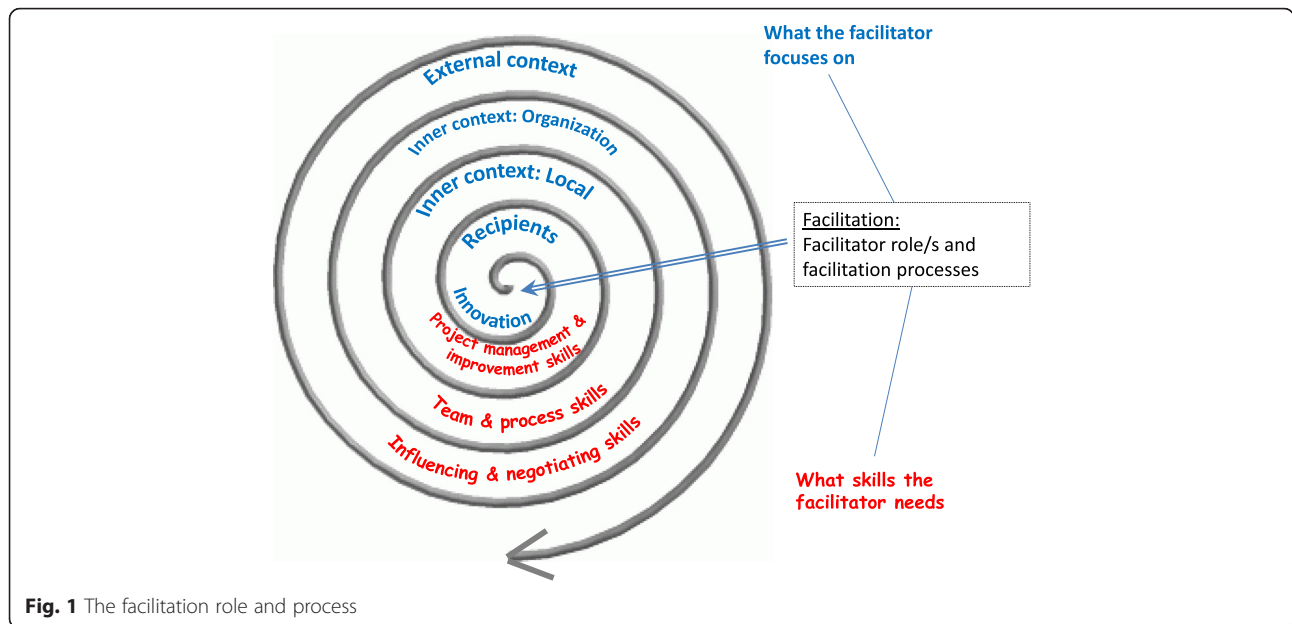 What the facilitator
focuses on
External context
Inner context: Organization
Inner context: Local
Recipients
Innovation
Facilitation:
Facilitator role/s and
facilitation processes
Project management &
improvement skills
Team & process skills
Influencing & negotiating skills
What skills the
facilitator needs
Fig. 1 The facilitation role and process